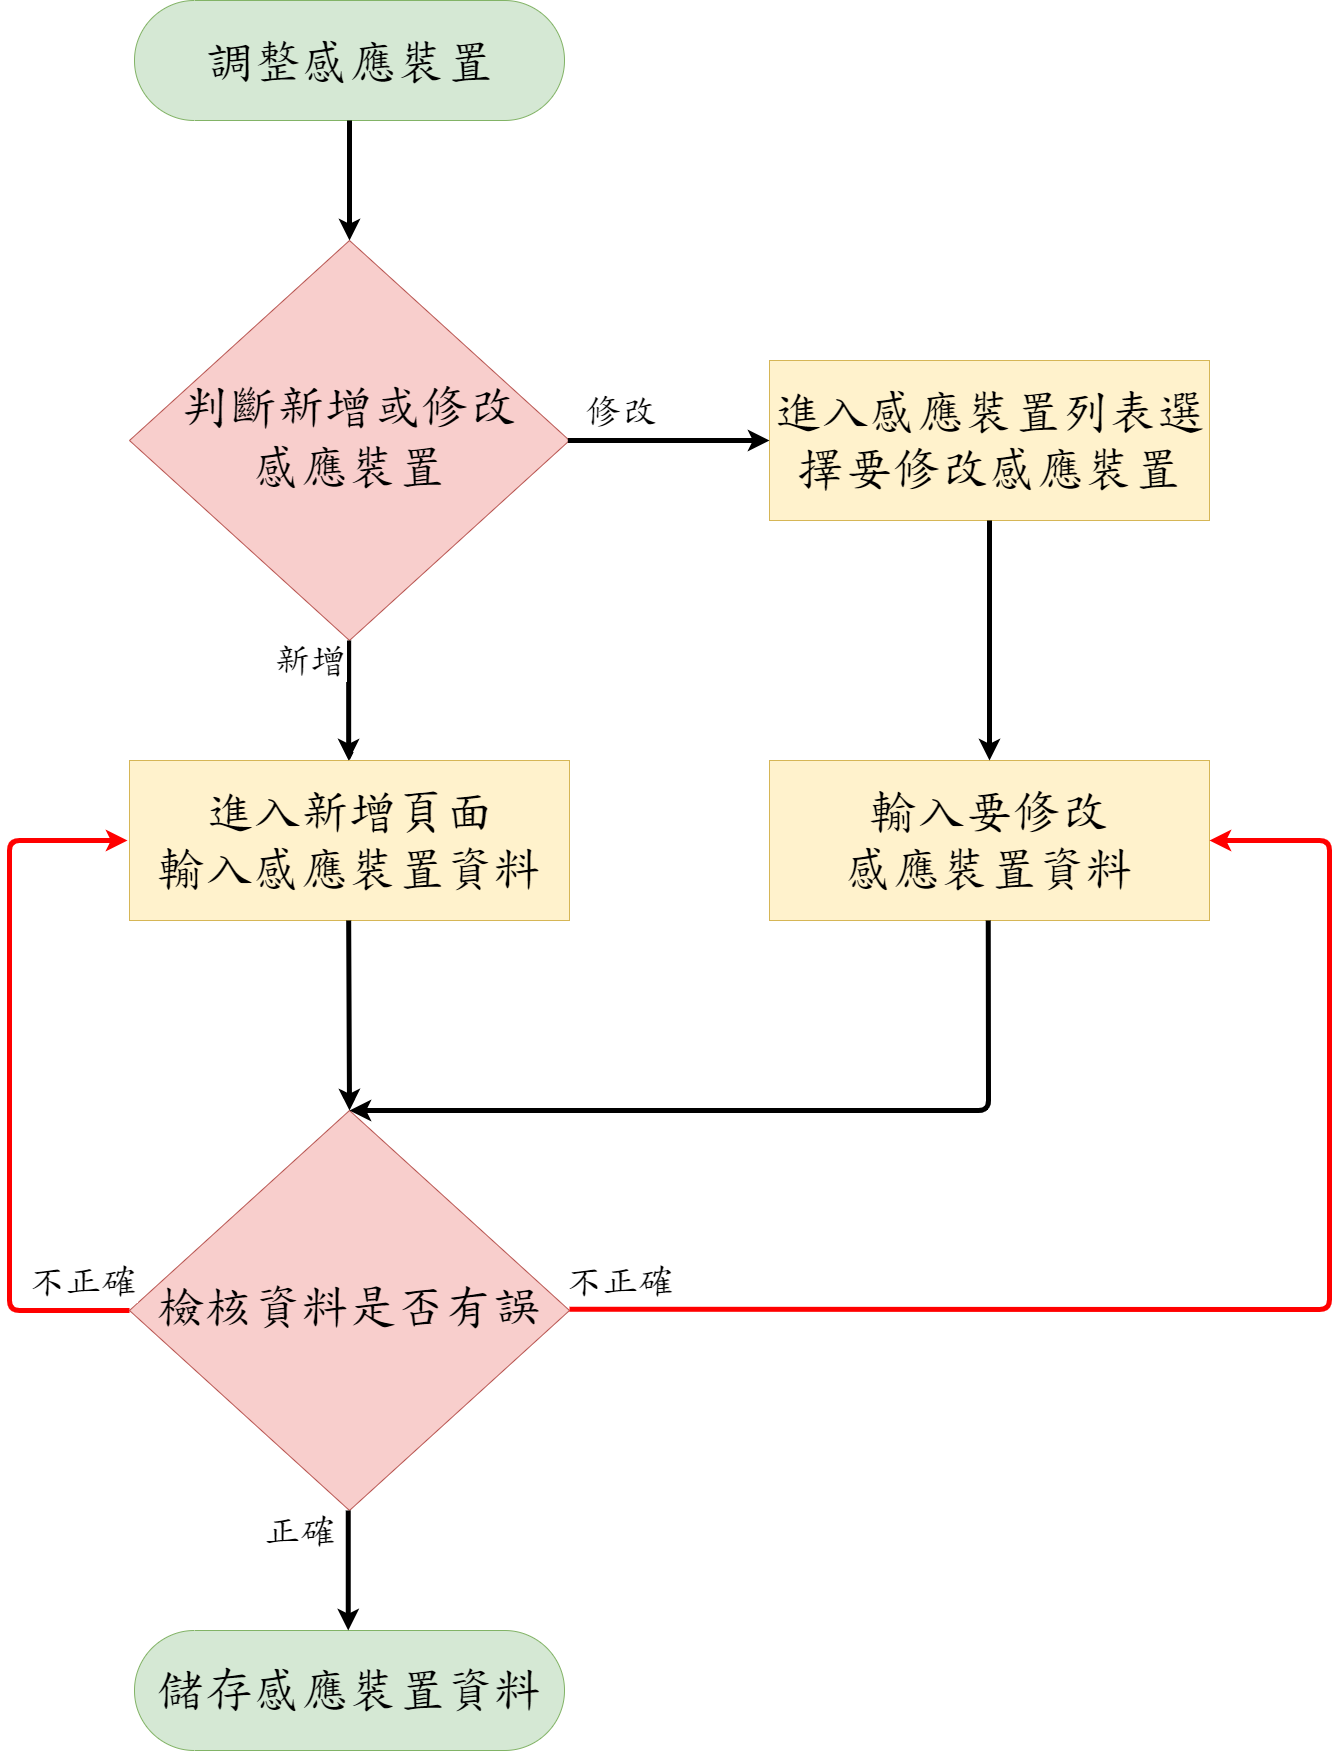 調整感應裝置
判斷新增或修改
感應裝置
修改
進入感應裝置列表選
擇要修改感應裝置
新增
進入新增頁面
輸入感應裝置資料
輸入要修改
感應裝置資料
不正確
檢核資料是否有誤
不正確
正確
儲存感應裝置資料